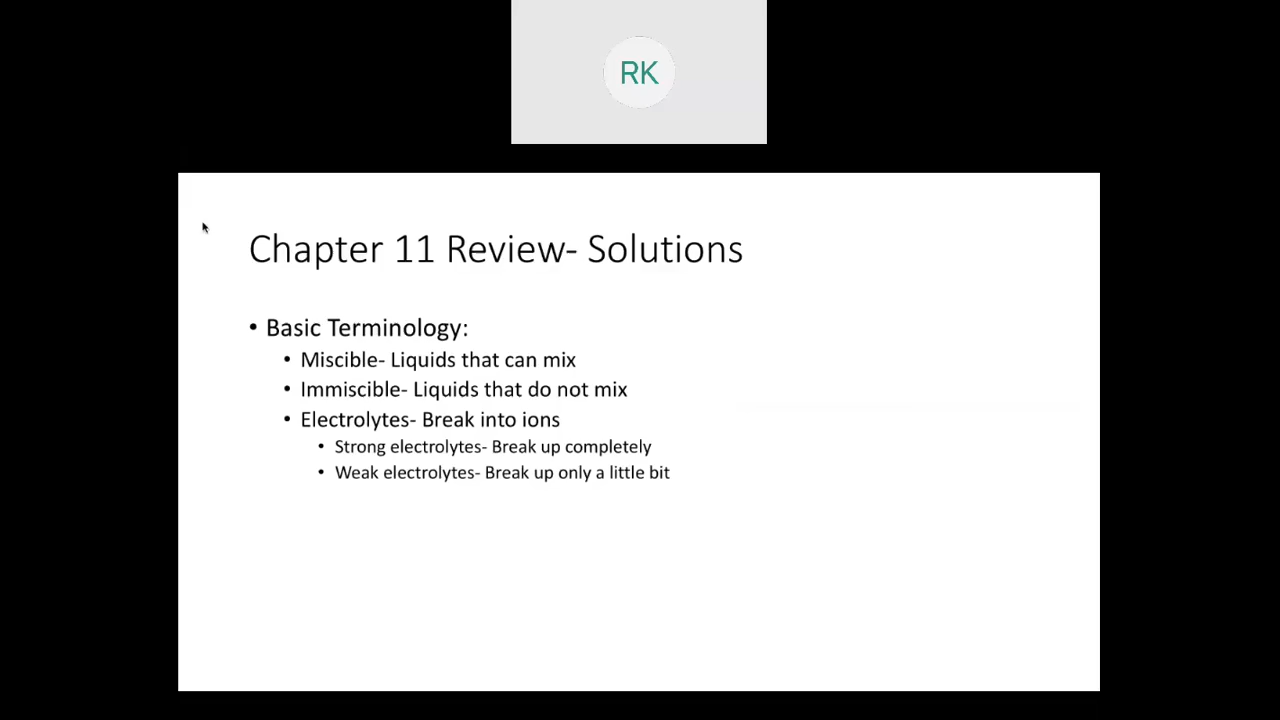 RK
Chapter 11 Review- Solutions
• Basic Terminology:
• Miscible- Liquids that can mix
• Immiscible- Liquids that do not mix
• Electrolytes- Break into ions
• Strong electrolytes- Break up completely
• Weak electrolytes- Break up only a little bit